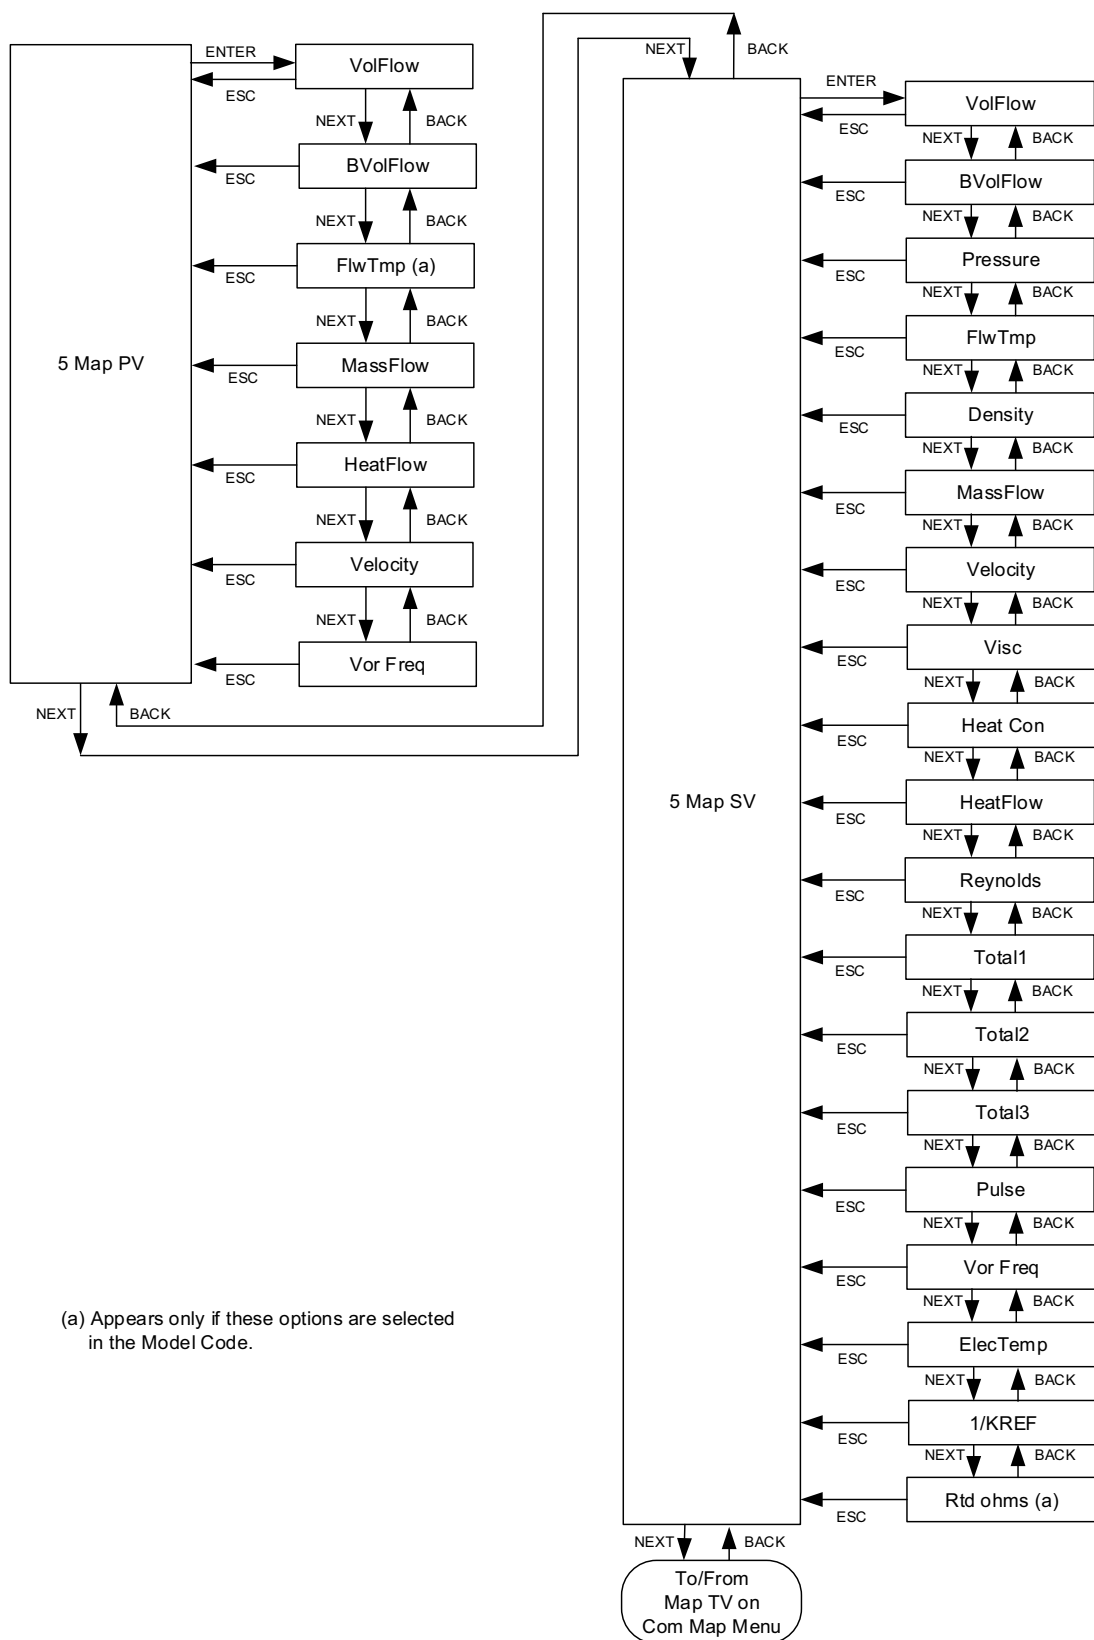 ENTER
VolFlow
ESC
NEXT
BACK
BVolFlow
ESC
NEXT
BACK
FlwTmp (a)
ESC
NEXT
BACK
5 Map PV
MassFlow
ESC
NEXT
BACK
HeatFlow
ESC
NEXT
BACK
Velocity
ESC
NEXT
BACK
Vor Freq
ESC
NEXT
BACK
NEXT
BACK
ENTER
VolFlow
ESC
NEXT
BACK
BVolFlow
ESC
NEXT
BACK
Pressure
ESC
NEXT
BACK
FlwTmp
ESC
NEXT
BACK
Density
ESC
NEXT
BACK
MassFlow
ESC
NEXT
BACK
Velocity
ESC
NEXT
BACK
Visc
ESC
NEXT
BACK
Heat Con
ESC
NEXT
BACK
5 Map SV
HeatFlow
ESC
NEXT
BACK
Reynolds
ESC
NEXT
BACK
Total1
ESC
NEXT
BACK
Total2
ESC
NEXT
BACK
Total3
ESC
NEXT
BACK
Pulse
ESC
NEXT
BACK
Vor Freq
ESC
NEXT
BACK
ElecTemp
ESC
NEXT
BACK
1/KREF
ESC
NEXT
BACK
Rtd ohms (a)
ESC
NEXT
BACK
To/From
Map TV on
Com Map Menu
(a) Appears only if these options are selected
in the Model Code.